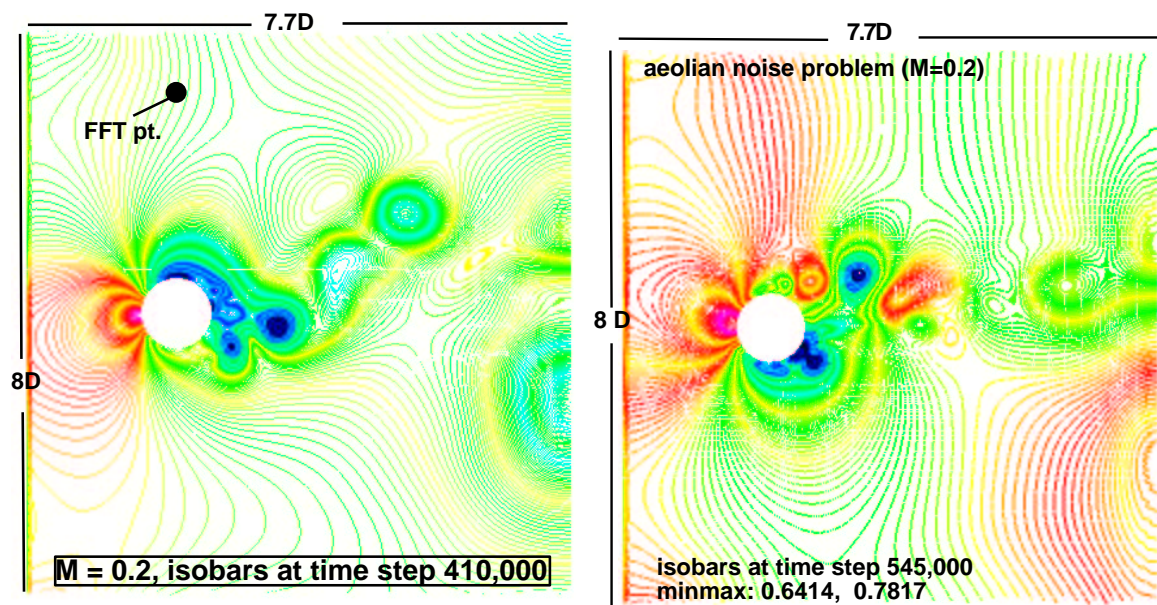 7.7D
FFT pt.
8D
M = 0.2, isobars at time step 410,000
7.7D
aeolian noise problem (M=0.2)
8 D
isobars at time step 545,000
minmax: 0.6414, 0.7817